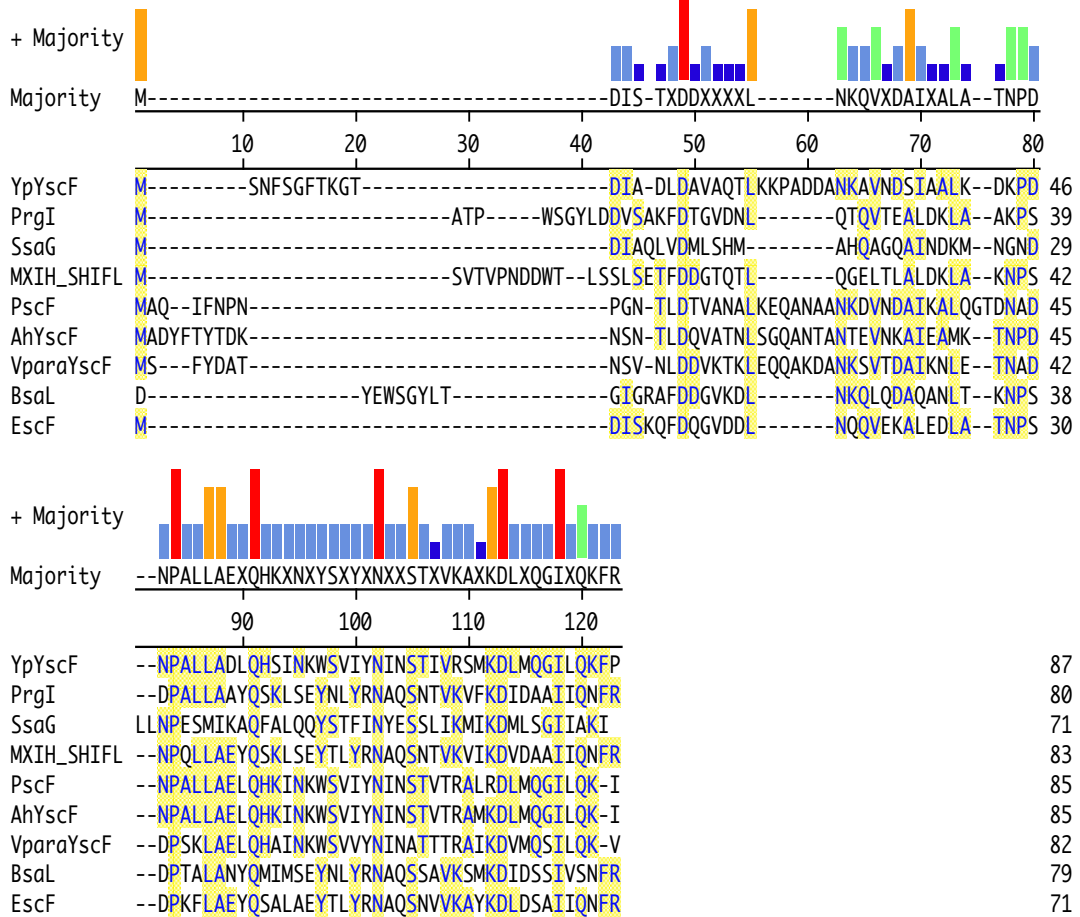 + Majority
Majority M-----------------------------------------DIS-TXDDXXXXL-------NKQVXDAIXALA--TNPD
10 20 30 40 50 60 70 80
YpYscF M---------SNFSGFTKGT----------------------DIA-DLDAVAQTLKKPADDANKAVNDSIAALK--DKPD 46
PrgI M---------------------------ATP-----WSGYLDDVSAKFDTGVDNL-------QTQVTEALDKLA--AKPS 39
SsaG M-----------------------------------------DIAQLVDMLSHM--------AHQAGQAINDKM--NGND 29
MXIH_SHIFL M---------------------------SVTVPNDDWT--LSSLSETFDDGTQTL-------QGELTLALDKLA--KNPS 42
PscF MAQ--IFNPN--------------------------------PGN-TLDTVANALKEQANAANKDVNDAIKALQGTDNAD 45
AhYscF MADYFTYTDK--------------------------------NSN-TLDQVATNLSGQANTANTEVNKAIEAMK--TNPD 45
VparaYscF MS---FYDAT--------------------------------NSV-NLDDVKTKLEQQAKDANKSVTDAIKNLE--TNAD 42
BsaL D-------------------YEWSGYLT--------------GIGRAFDDGVKDL-------NKQLQDAQANLT--KNPS 38
EscF M-----------------------------------------DISKQFDQGVDDL-------NQQVEKALEDLA--TNPS 30
+ Majority
Majority --NPALLAEXQHKXNXYSXYXNXXSTXVKAXKDLXQGIXQKFR
90 100 110 120
YpYscF --NPALLADLQHSINKWSVIYNINSTIVRSMKDLMQGILQKFP 87
PrgI --DPALLAAYQSKLSEYNLYRNAQSNTVKVFKDIDAAIIQNFR 80
SsaG LLNPESMIKAQFALQQYSTFINYESSLIKMIKDMLSGIIAKI 71
MXIH_SHIFL --NPQLLAEYQSKLSEYTLYRNAQSNTVKVIKDVDAAIIQNFR 83
PscF --NPALLAELQHKINKWSVIYNINSTVTRALRDLMQGILQK-I 85
AhYscF --NPALLAELQHKINKWSVIYNINSTVTRAMKDLMQGILQK-I 85
VparaYscF --DPSKLAELQHAINKWSVVYNINATTTRAIKDVMQSILQK-V 82
BsaL --DPTALANYQMIMSEYNLYRNAQSSAVKSMKDIDSSIVSNFR 79
EscF --DPKFLAEYQSALAEYTLYRNAQSNVVKAYKDLDSAIIQNFR 71